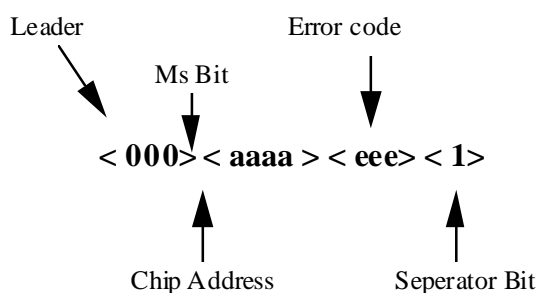 Leader
Error code
Ms Bit
< 000>< aaaa >< eee>< 1>
Chip Address
Seperator Bit